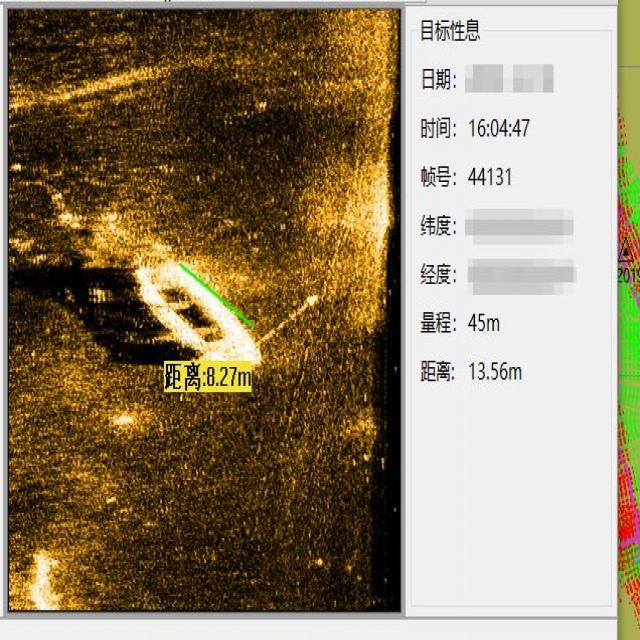 目标性息
日期:
时间: 16:04:47
帧号: 44131
纬度:
经度:
量程: 45m
距离: 13.56m
距离:8.27m
2019